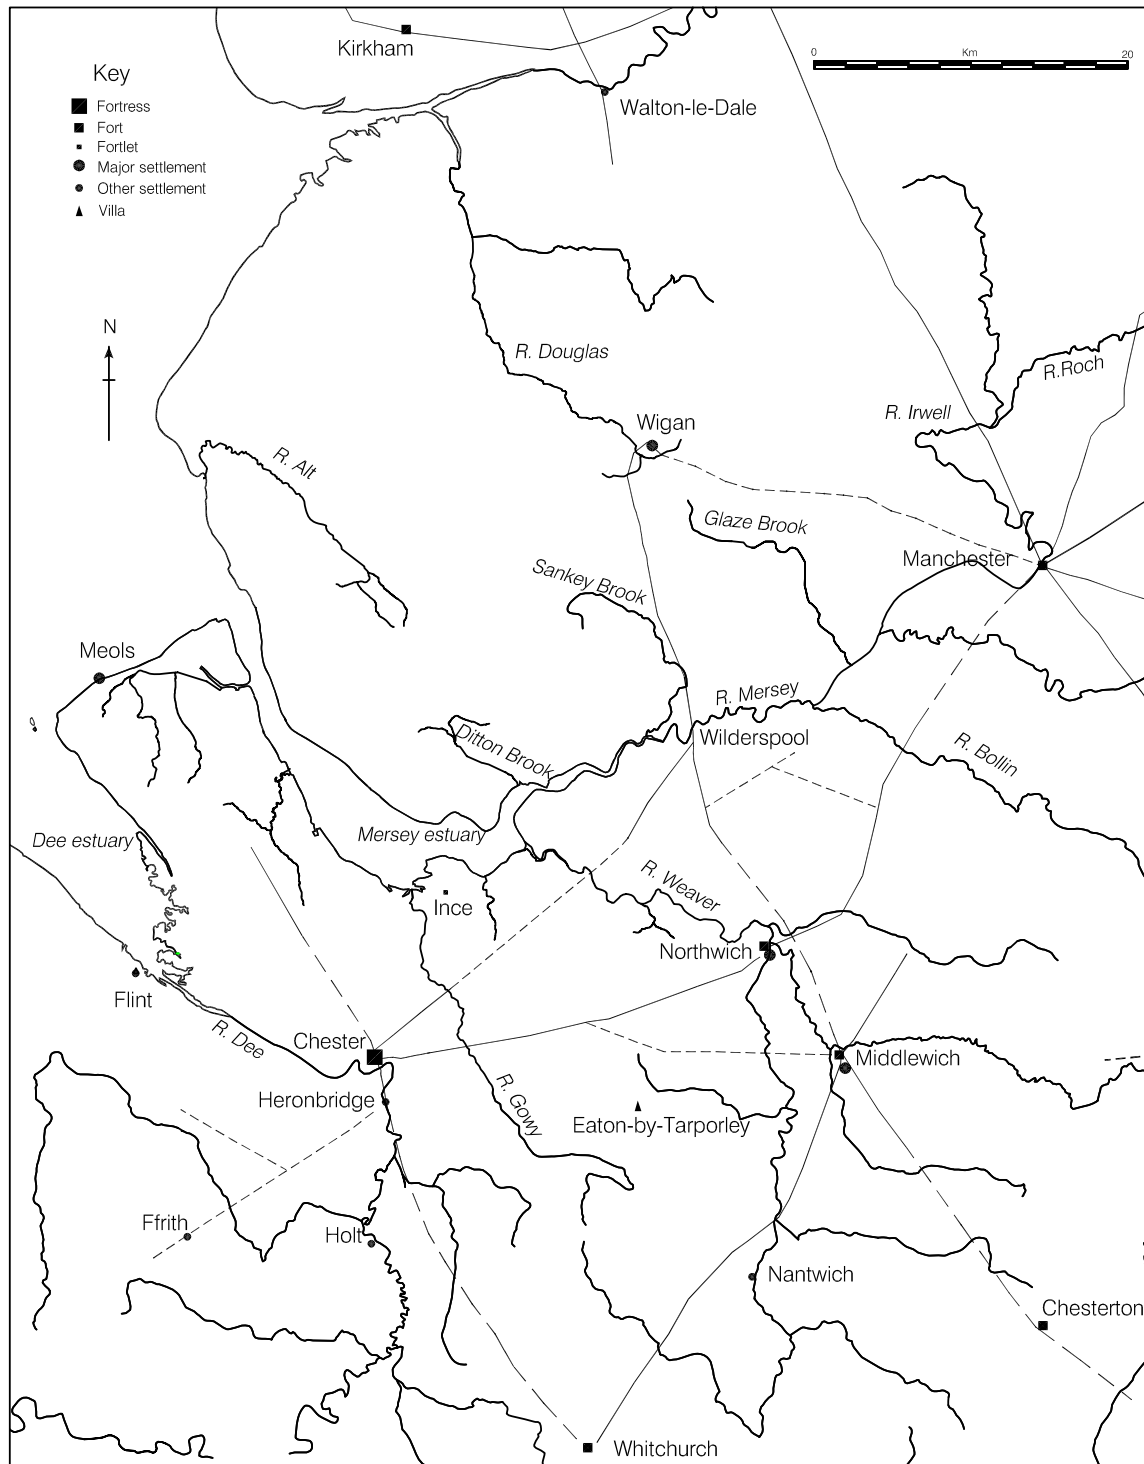 Kirkham
0 Km 20
Key
Fortress
Fort
Fortlet
Major settlement
Other settlement
Villa
Walton-le-Dale
N
R. Douglas
R.Roch
R. Irwell
Wigan
R. Alt
Glaze Brook
Manchester
Sankey Brook
Meols
R. Mersey
Wilderspool
Ditton Brook
R. Bollin
Dee estuary
Mersey estuary
R. Weaver
Ince
Northwich
Flint
R. Dee
Chester
Middlewich
Heronbridge
R. Gowy
Eaton-by-Tarporley
Ffrith
Holt
Nantwich
Chesterton
Whitchurch